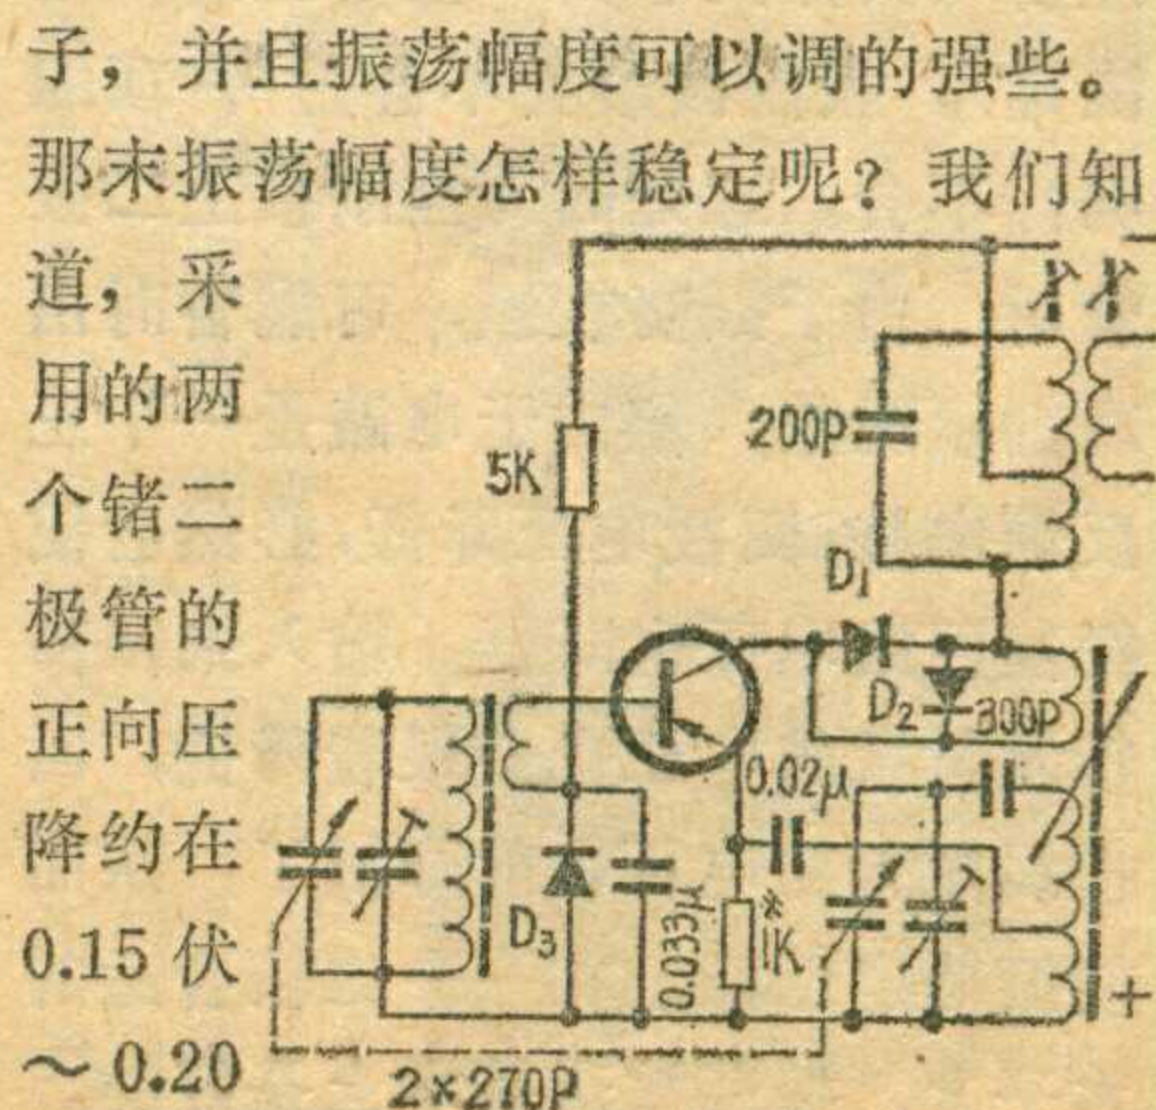 子，并且振荡幅度可以调的强些。
那末振荡幅度怎样稳定呢？我们知
道，采
用的两
个锗二
极管的
正向压
降约在
0.15 伏
～0.20
5K
200P
D₁
D₂
300P
0.02μ
D₃
0.033μ
*
1K
+
2×270P